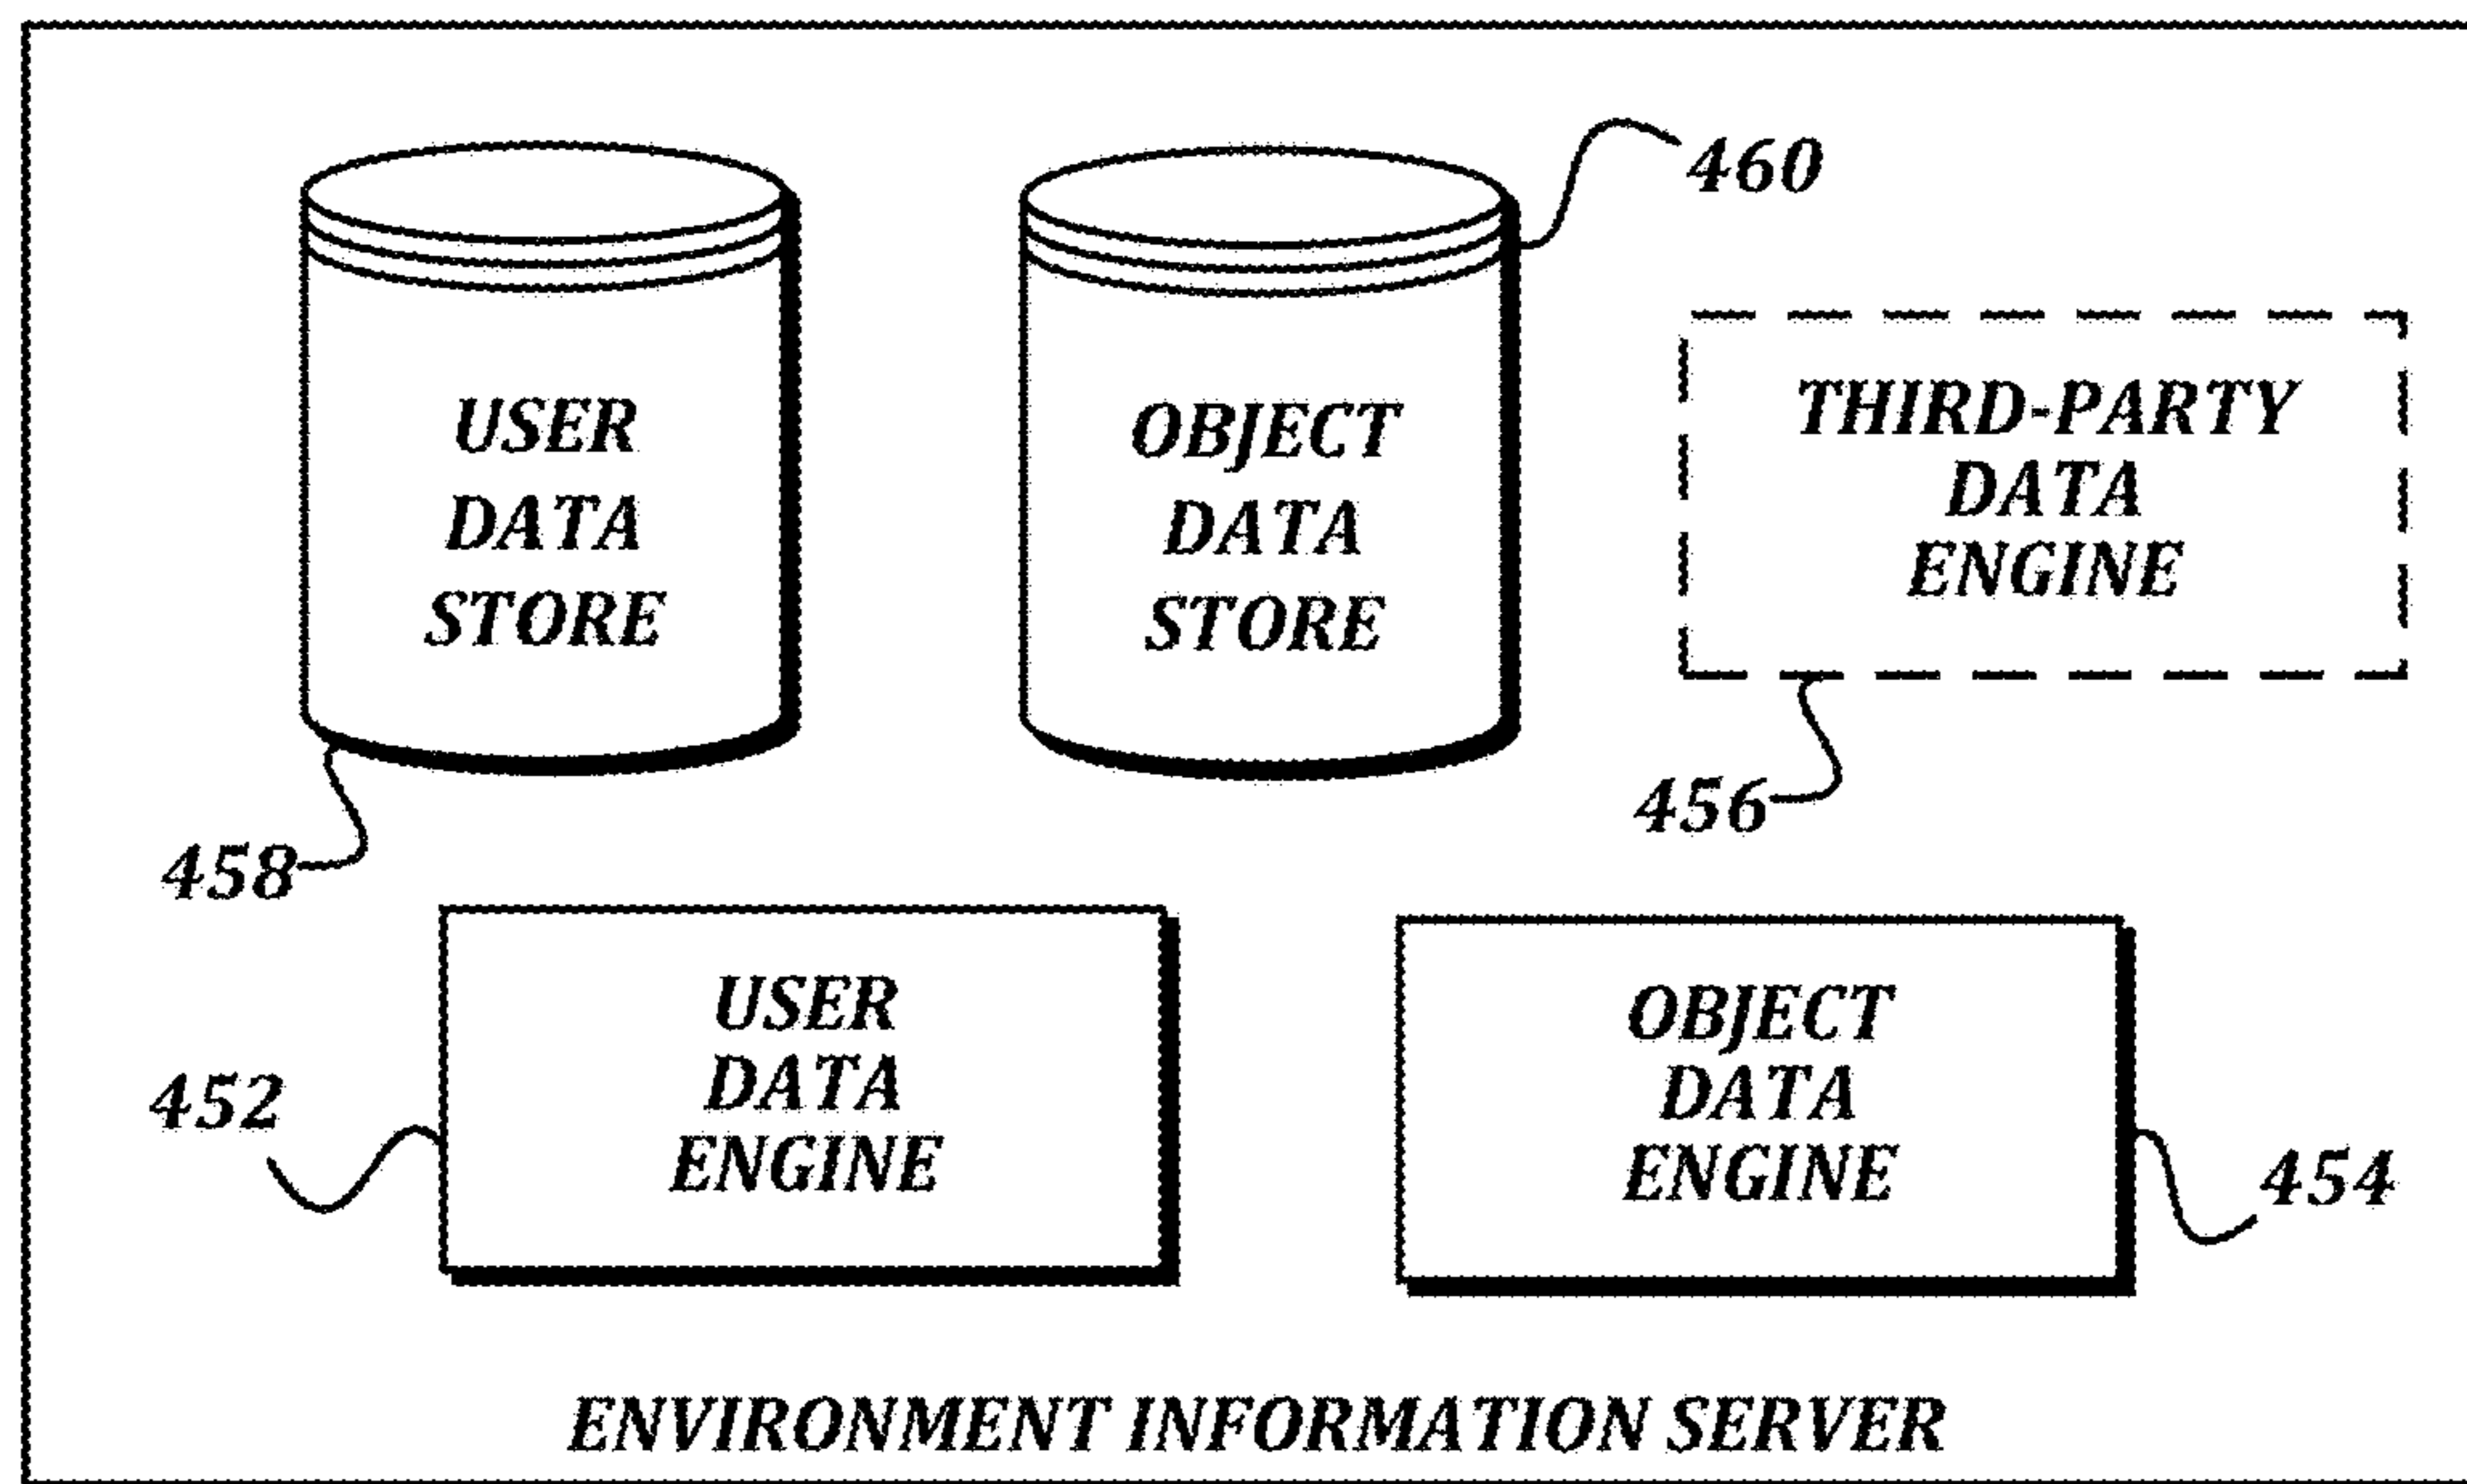 460
USER
DATA
STORE
OBJECT
DATA
STORE
THIRD-PARTY
DATA
ENGINE
456
458
USER
DATA
ENGINE
OBJECT
DATA
ENGINE
452
454
ENVIRONMENT INFORMATION SERVER